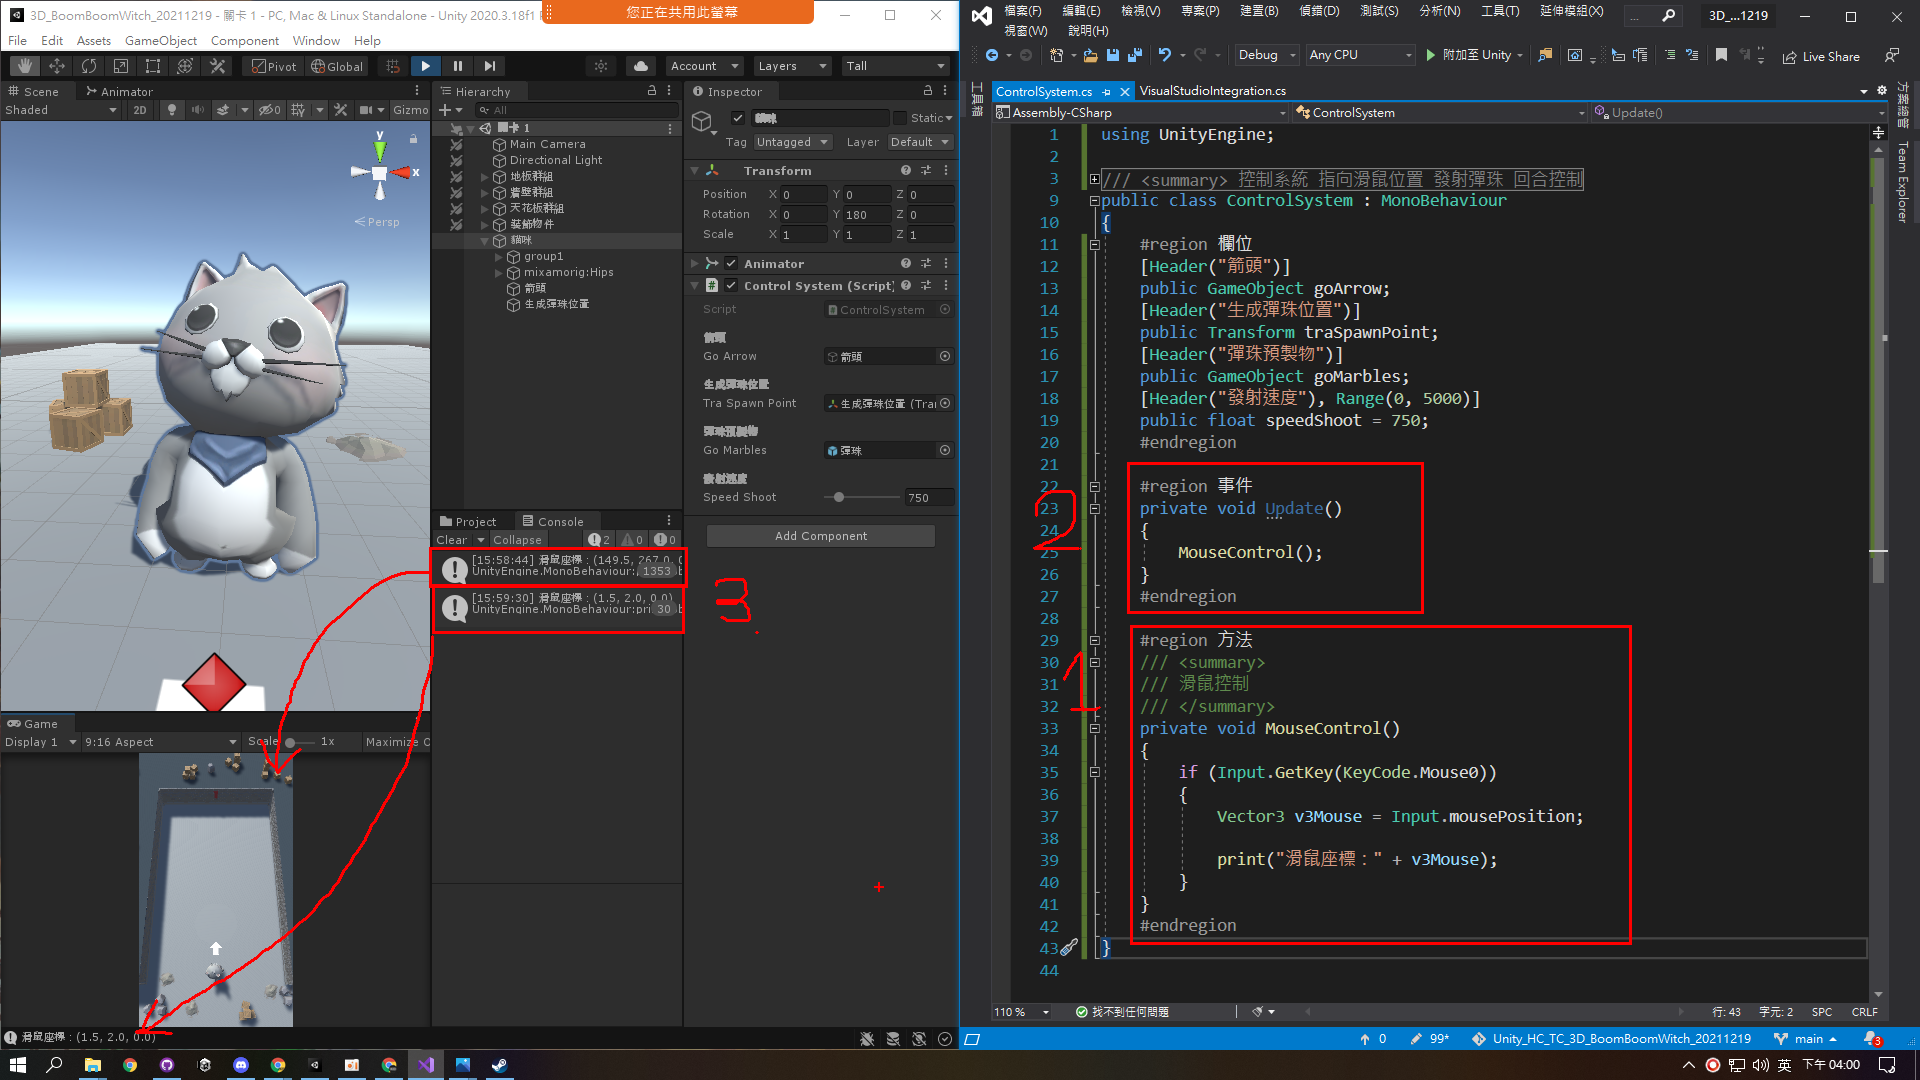 3D_BoomBoomWitch_20211219 - 關卡 1 - PC, Mac & Linux Standalone - Unity 2020.3.18f1
您正在共用此螢幕
File Edit Assets GameObject Component Window Help
Pivot Global
Account Layers Tall
Scene Animator
Shaded 2D 0 Gizmo
y
x
Persp
Hierarchy
All
關卡 1
Main Camera
Directional Light
地板群組
牆壁群組
天花板群組
裝飾物件
貓咪
group1
mixamorig:Hips
箭頭
生成彈珠位置
Inspector
貓咪 Static
Tag Untagged Layer Default
Transform
Position X 0 Y 0 Z 0
Rotation X 0 Y 180 Z 0
Scale X 1 Y 1 Z 1
Animator
Control System (Script)
Script ControlSystem
箭頭
Go Arrow 箭頭
生成彈珠位置
Tra Spawn Point 生成彈珠位置 (Tra
彈珠預製物
Go Marbles 彈珠
發射速度
Speed Shoot 750
Add Component
Project Console
Clear Collapse 2 0 0
[15:58:44] 滑鼠座標：(149.5, 267.0, 0
UnityEngine.MonoBehaviour: 1353
[15:59:30] 滑鼠座標：(1.5, 2.0, 0.0)
UnityEngine.MonoBehaviour:pri 30
3
Game
Display 1 9:16 Aspect Scale 1x Maximize O
滑鼠座標：(1.5, 2.0, 0.0)
檔案(F) 編輯(E) 檢視(V) 專案(P) 建置(B) 偵錯(D) 測試(S) 分析(N) 工具(T) 延伸模組(X) ... 3D_...1219
視窗(W) 說明(H)
Debug Any CPU 附加至 Unity Live Share
工具箱
ControlSystem.cs VisualStudioIntegration.cs
Assembly-CSharp ControlSystem Update()
方案總管
Team Explorer
1 using UnityEngine;
2
3 /// <summary> 控制系統 指向滑鼠位置 發射彈珠 回合控制
9 public class ControlSystem : MonoBehaviour
10 {
11 #region 欄位
12 [Header("箭頭")]
13 public GameObject goArrow;
14 [Header("生成彈珠位置")]
15 public Transform traSpawnPoint;
16 [Header("彈珠預製物")]
17 public GameObject goMarbles;
18 [Header("發射速度"), Range(0, 5000)]
19 public float speedShoot = 750;
20 #endregion
21
22 #region 事件
23 private void Update()
24 {
25 MouseControl();
26 }
27 #endregion
28
29 #region 方法
30 /// <summary>
31 /// 滑鼠控制
32 /// </summary>
33 private void MouseControl()
34 {
35 if (Input.GetKey(KeyCode.Mouse0))
36 {
37 Vector3 v3Mouse = Input.mousePosition;
38
39 print("滑鼠座標：" + v3Mouse);
40 }
41 }
42 #endregion
43 }
44
2
1
110 % 找不到任何問題 行: 43 字元: 2 SPC CRLF
0 99* Unity_HC_TC_3D_BoomBoomWitch_20211219 main 3
英 下午 04:00